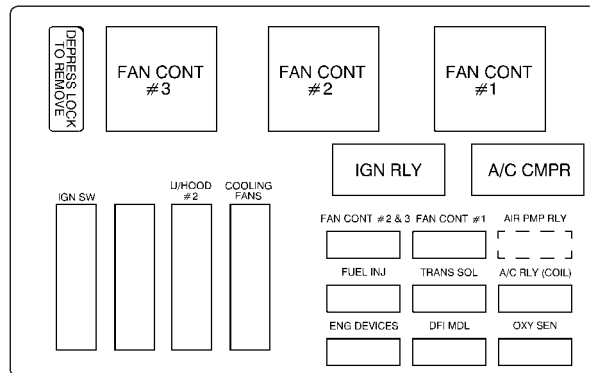 DEPRESS LOCK
TO REMOVE
FAN CONT
#3
FAN CONT
#2
FAN CONT
#1
IGN RLY
A/C CMPR
IGN SW
U/HOOD
#2
COOLING
FANS
FAN CONT #2 & 3
FAN CONT #1
AIR PMP RLY
FUEL INJ
TRANS SOL
A/C RLY (COIL)
ENG DEVICES
DFI MDL
OXY SEN